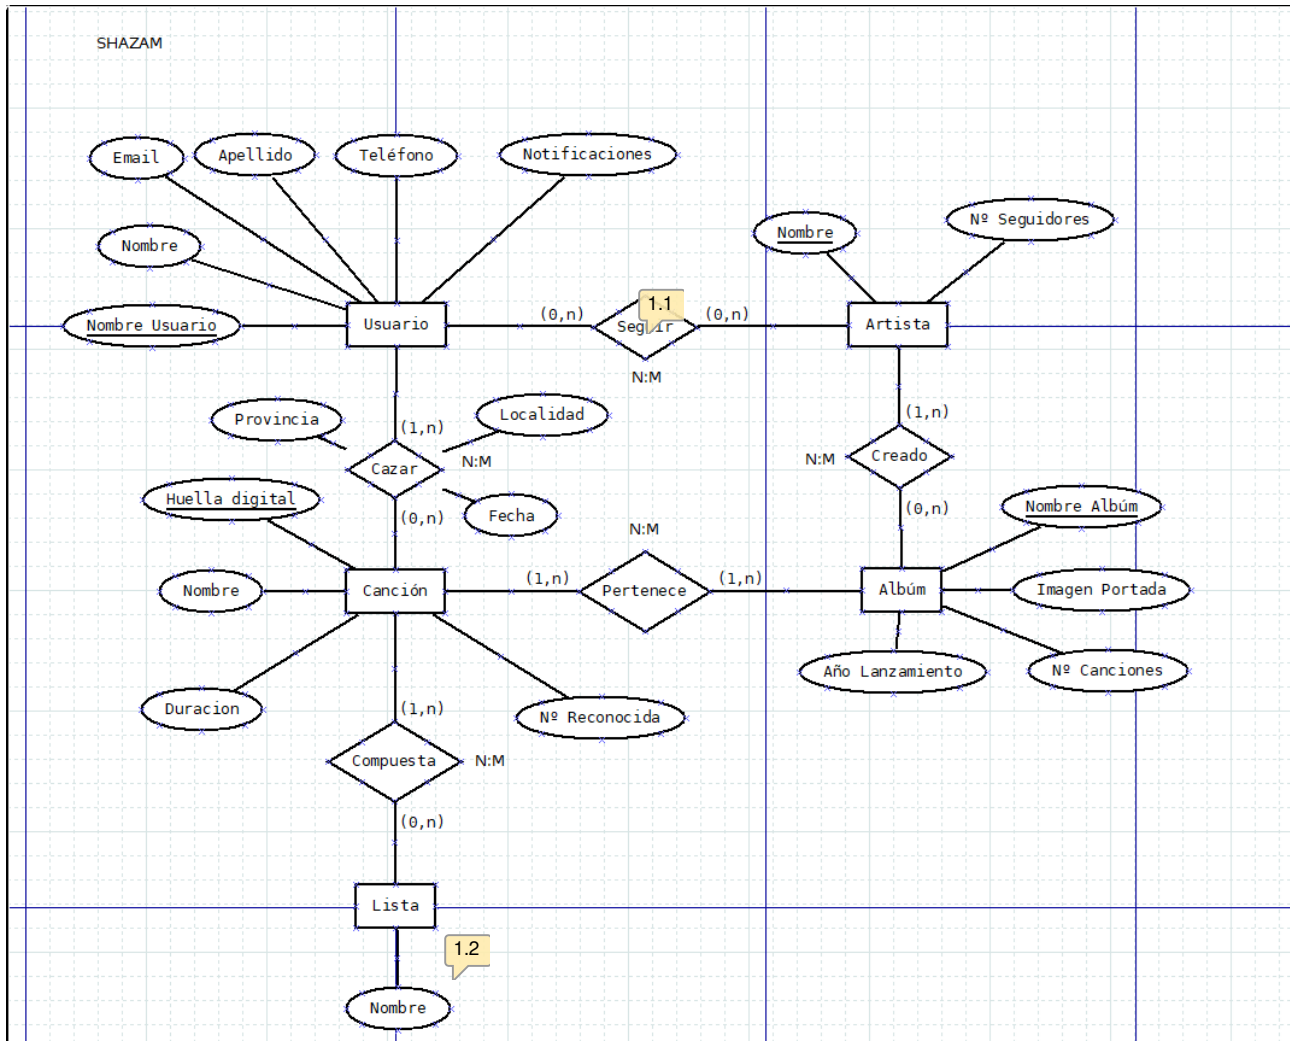 SHAZAM
Email
Apellido
Teléfono
Notificaciones
Nombre
Nombre
Nº Seguidores
Nombre Usuario
Usuario
(0,n)
1.1
Seguir
(0,n)
Artista
N:M
Provincia
Localidad
(1,n)
(1,n)
Cazar
N:M
N:M
Creado
Huella digital
(0,n)
Fecha
(0,n)
Nombre Albúm
N:M
Nombre
Canción
(1,n)
Pertenece
(1,n)
Albúm
Imagen Portada
Año Lanzamiento
Nº Canciones
Duracion
(1,n)
Nº Reconocida
Compuesta
N:M
(0,n)
Lista
1.2
Nombre